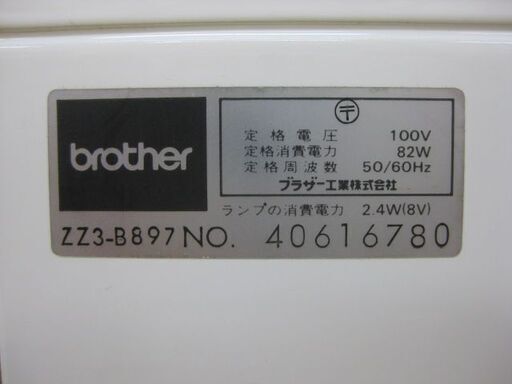 brother
〒
定格電圧 100V
定格消費電力 82W
定格周波数 50/60Hz
ブラザー工業株式会社
ランプの消費電力 2.4W(8V)
ZZ3-B897 NO. 40616780